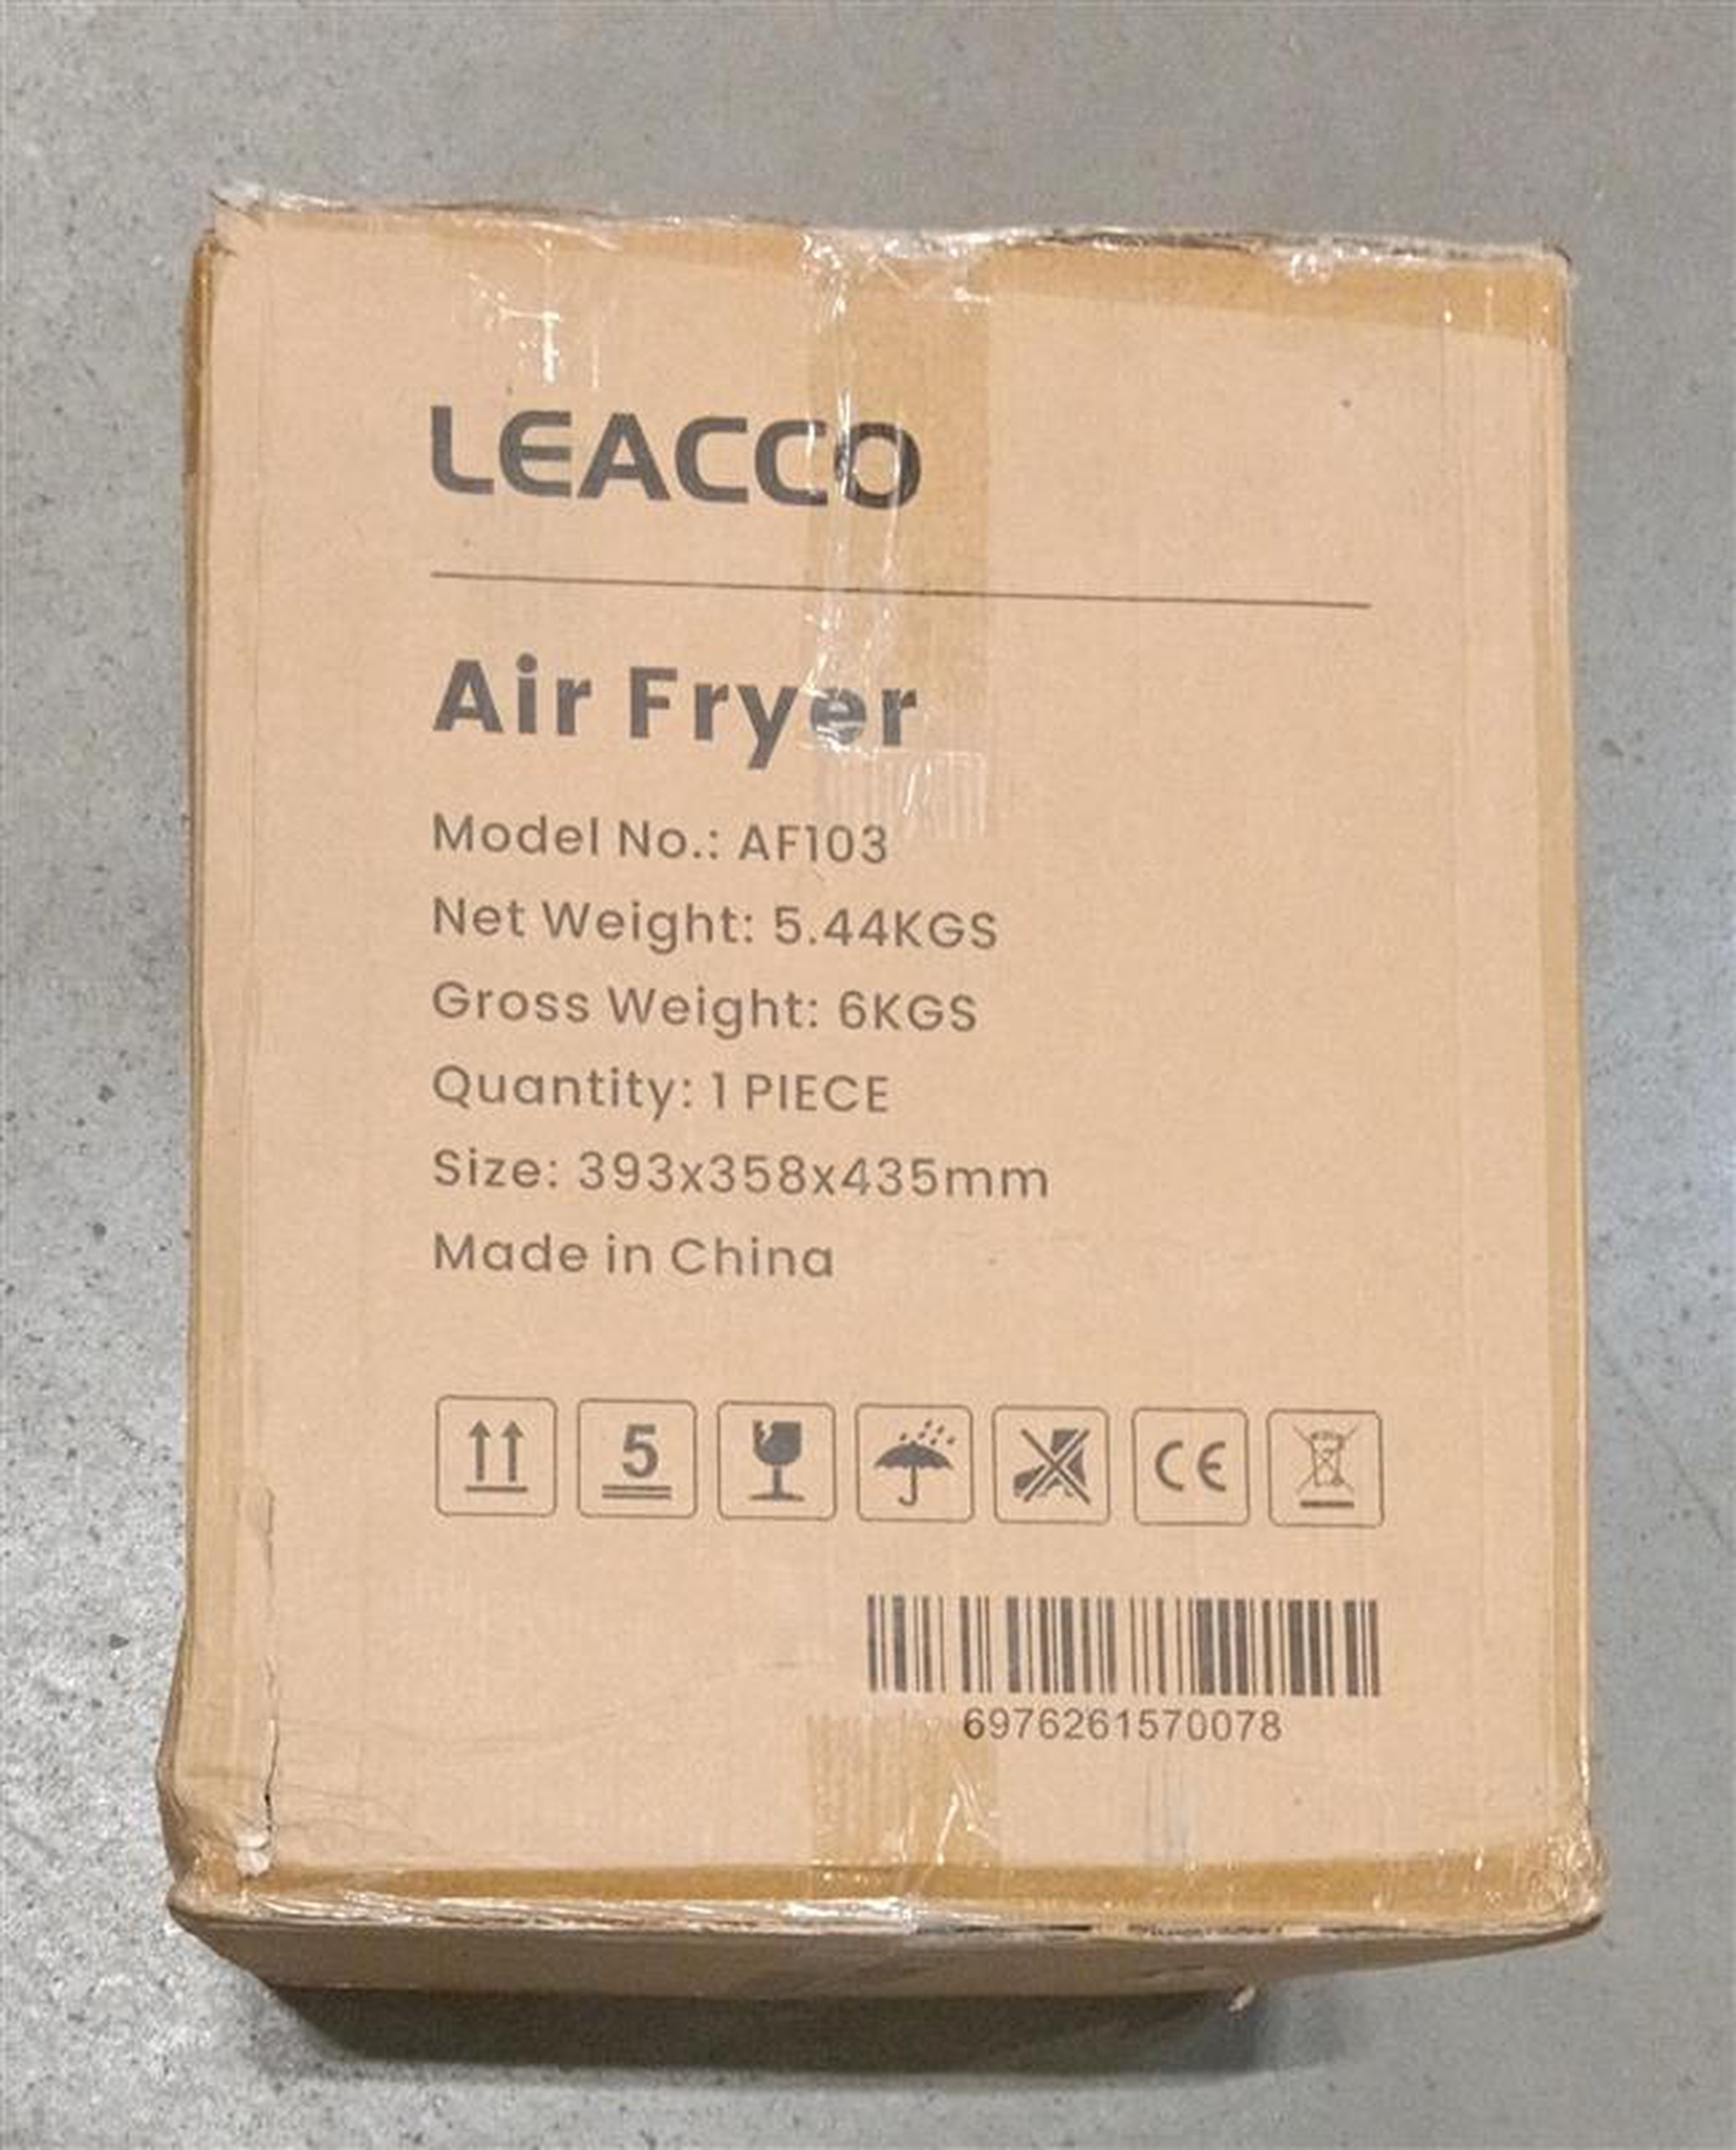 LEACCO
Air Fryer
Model No.: AF103
Net Weight: 5.44KGS
Gross Weight: 6KGS
Quantity: 1 PIECE
Size: 393x358x435mm
Made in China
5
CE
6976261570078